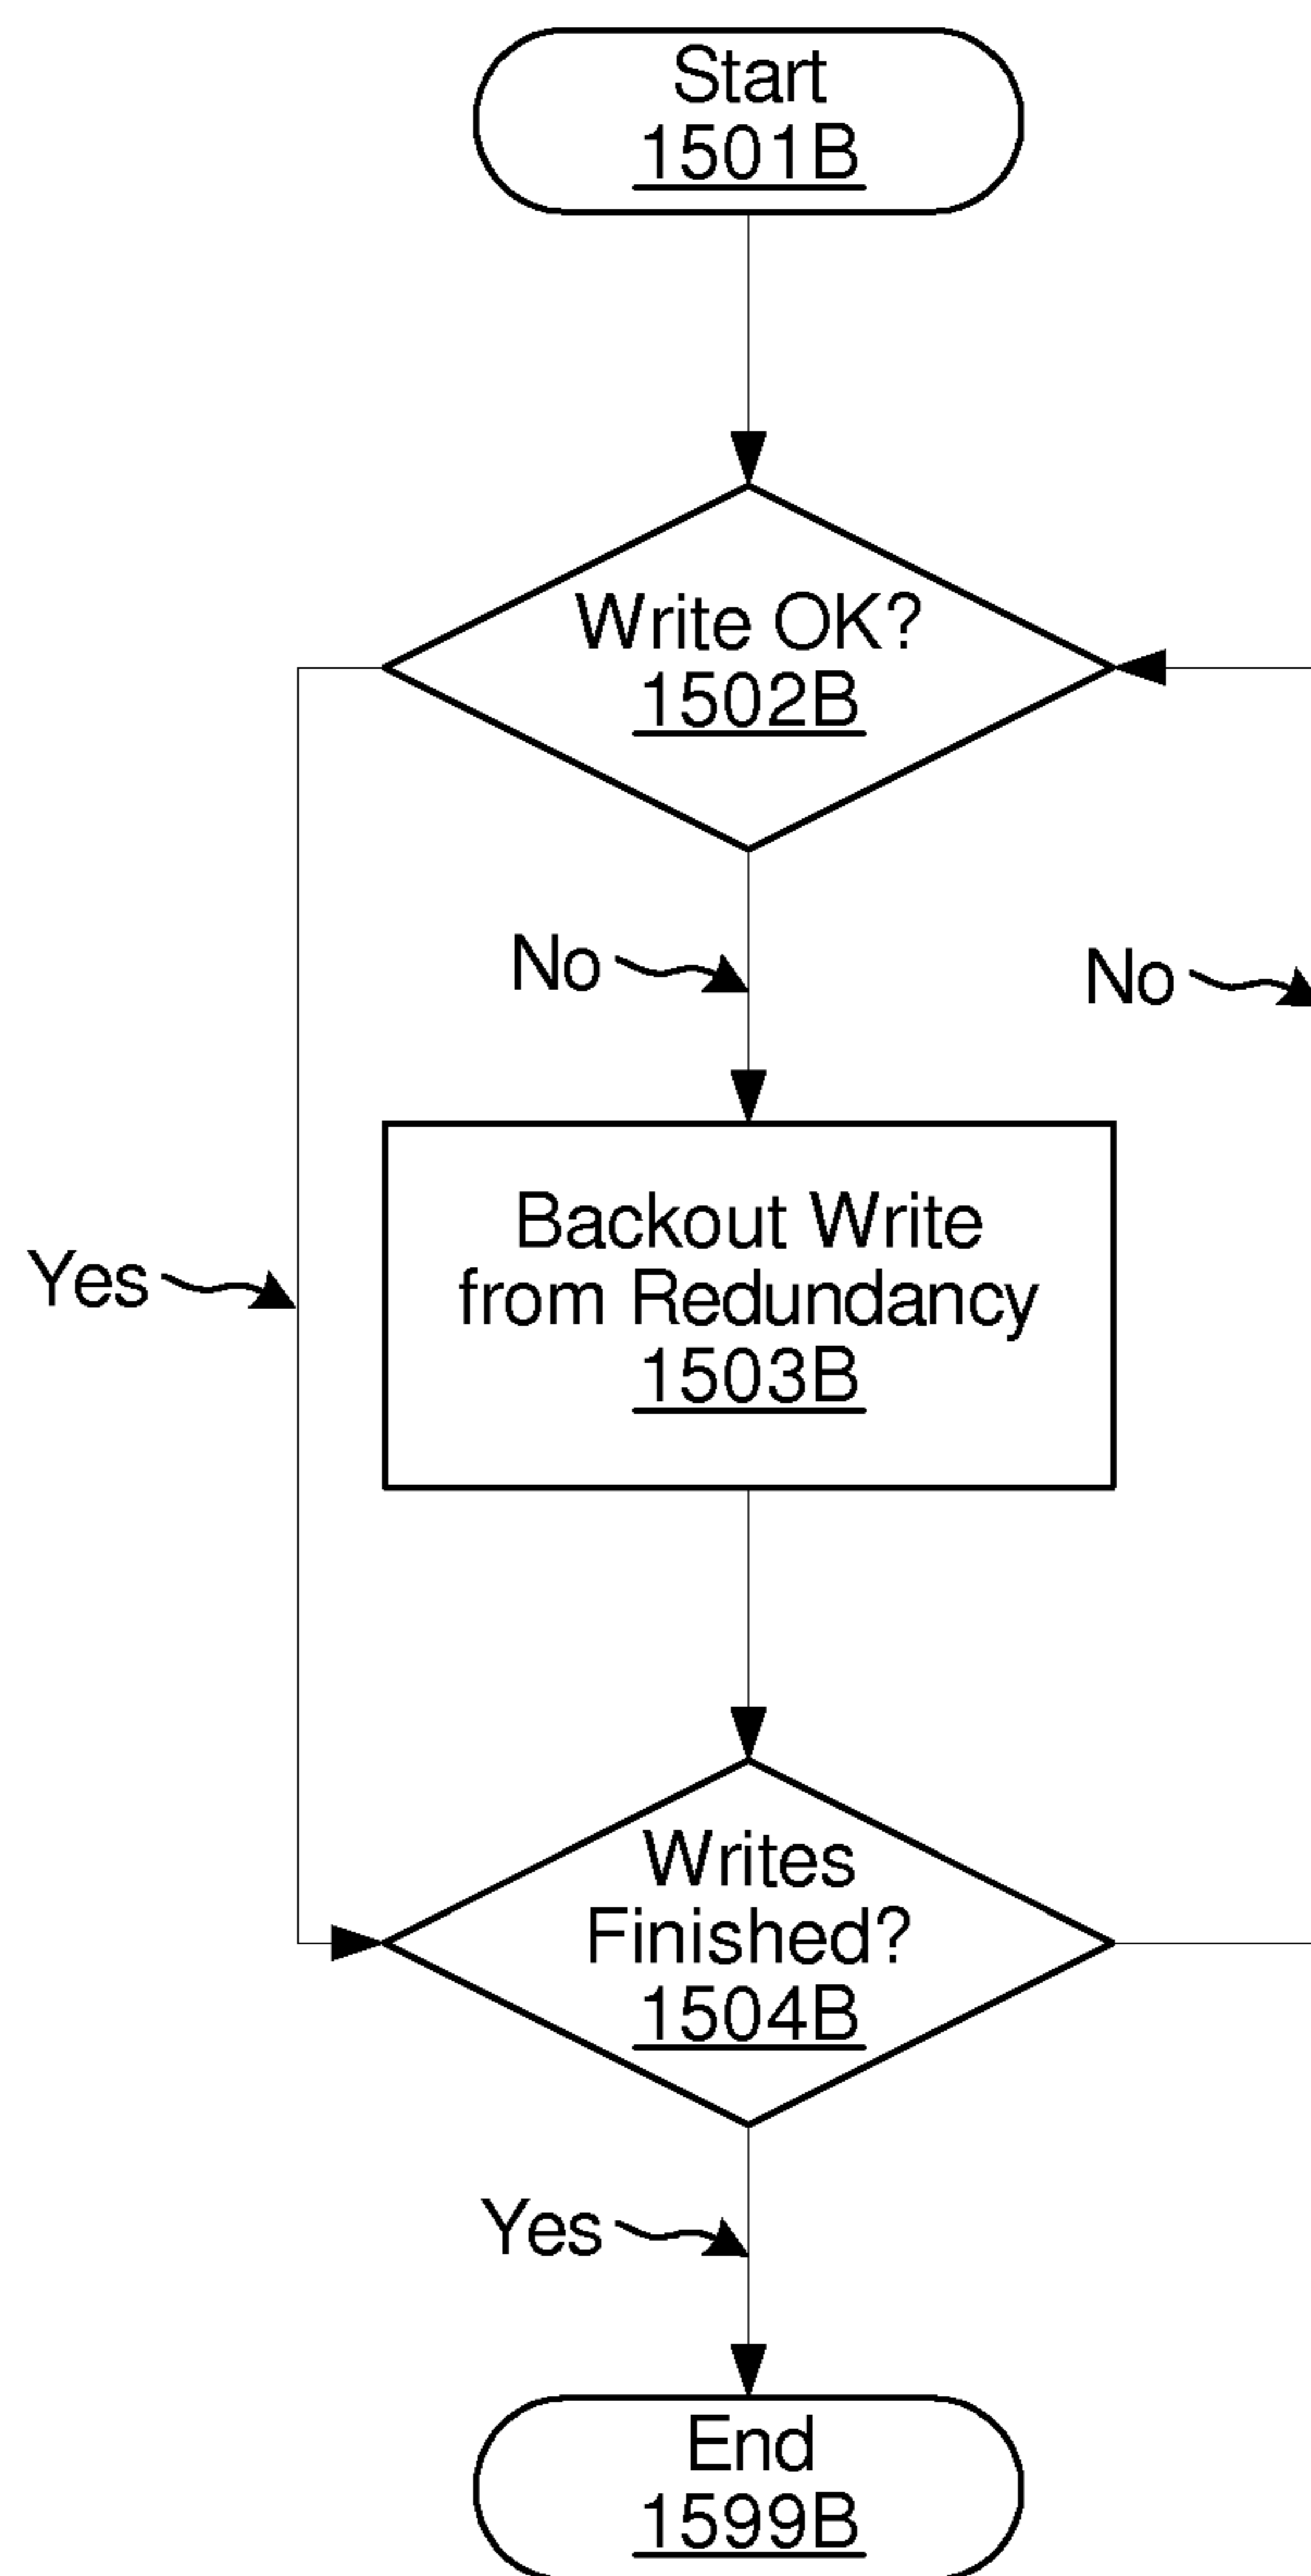 Start
1501B
Write OK?
1502B
No
No
Backout Write
from Redundancy
1503B
Yes
Writes
Finished?
1504B
Yes
End
1599B